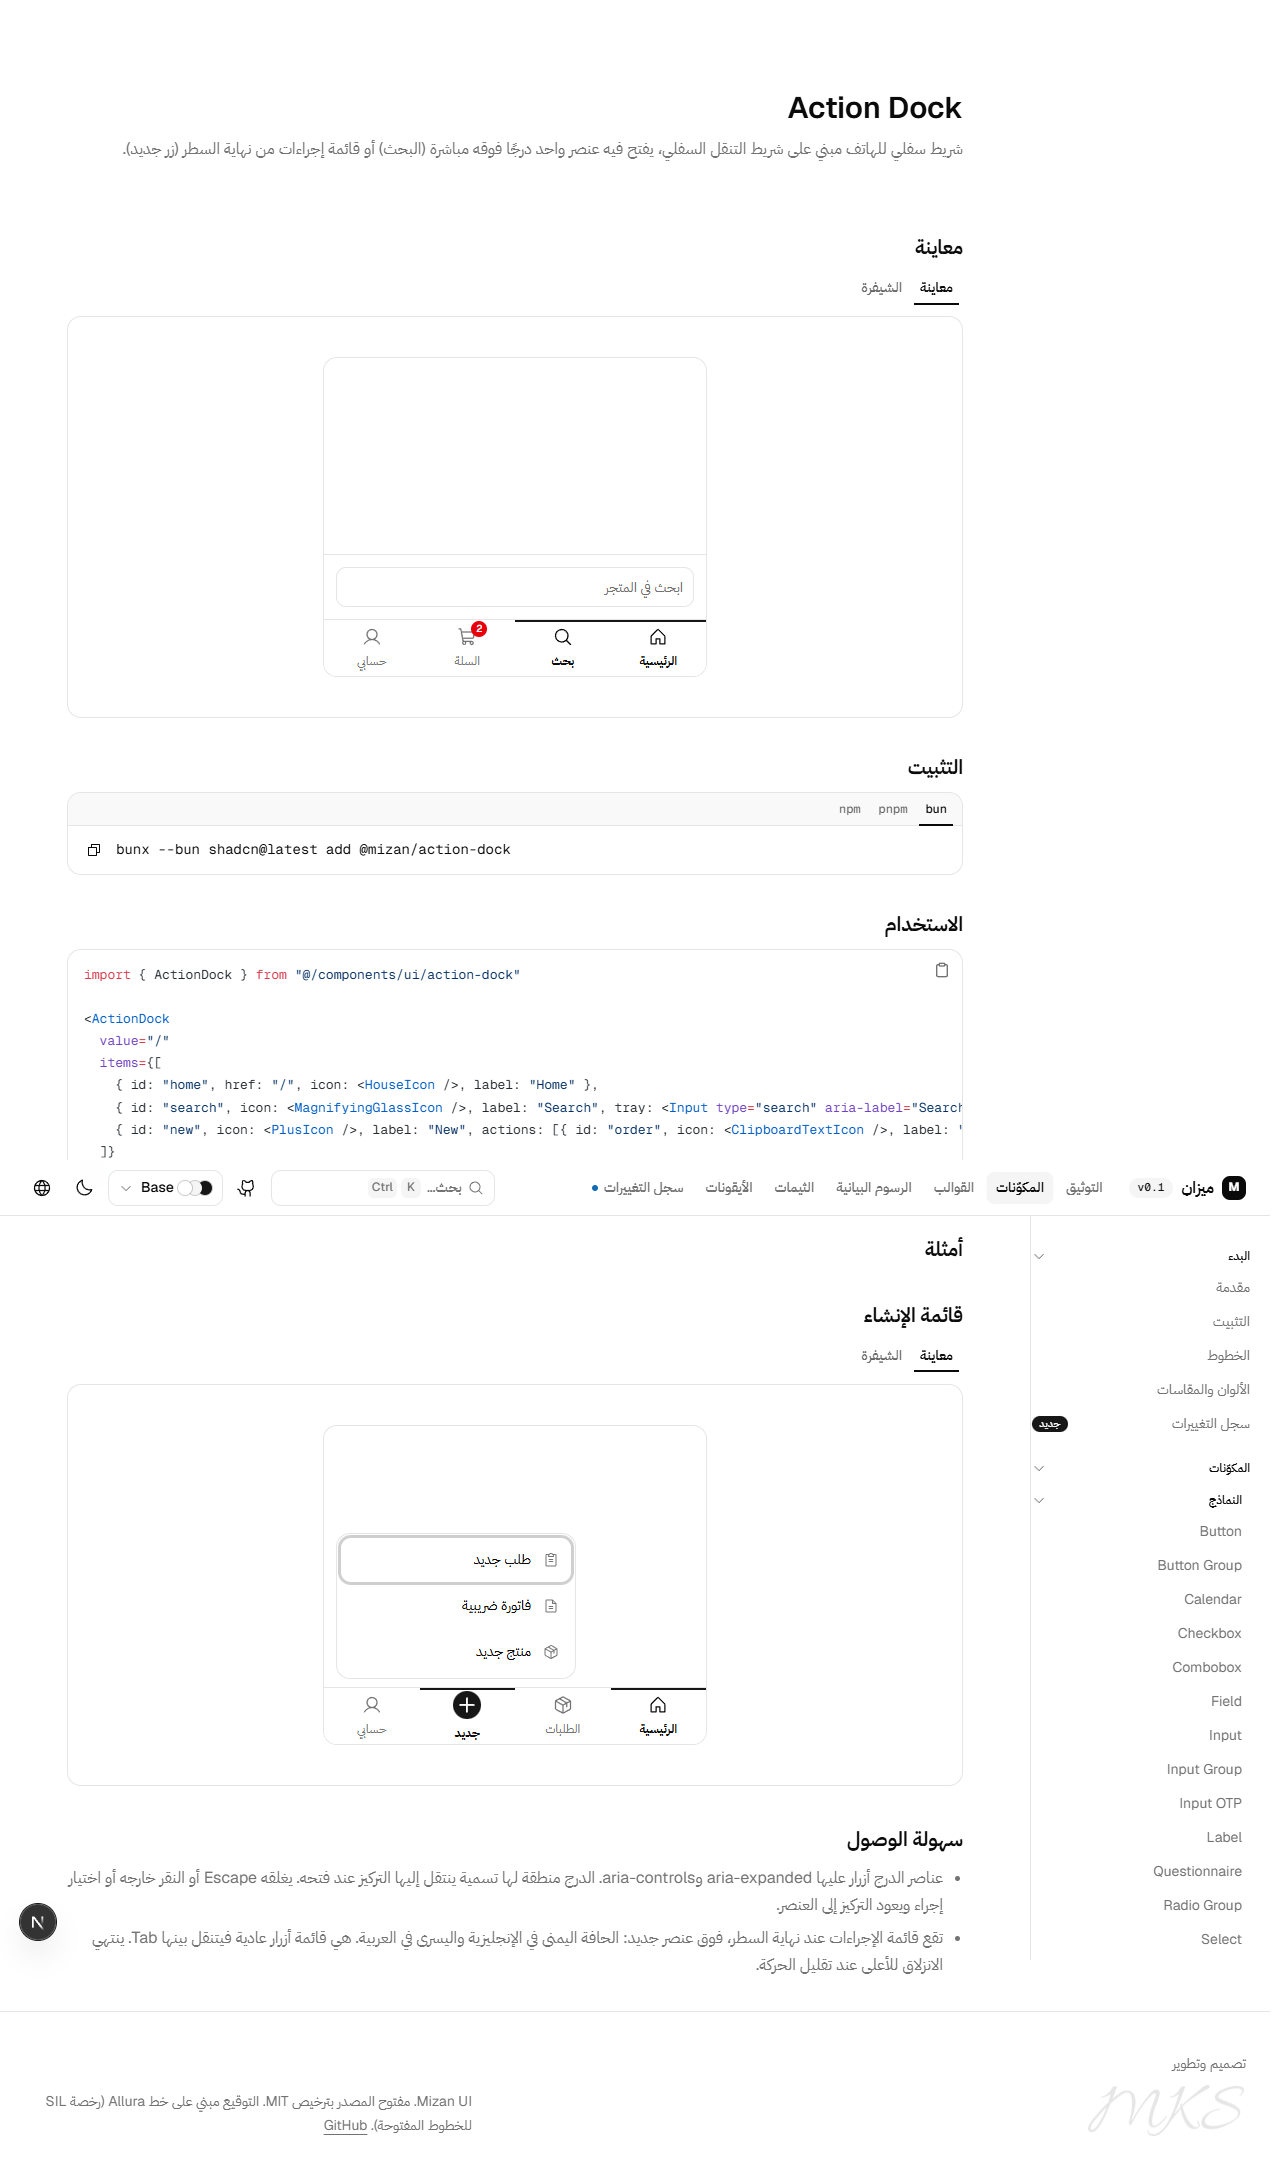 Action Dock
شريط سفلي للهاتف مبني على شريط التنقل السفلي، يفتح فيه عنصر واحد درجًا فوقه مباشرة (البحث) أو قائمة إجراءات من نهاية السطر (زر جديد).
معاينة
معاينة
الشيفرة
ابحث في المتجر
الرئيسية
بحث
2
السلة
حسابي
التثبيت
bun
pnpm
npm
bunx --bun shadcn@latest add @mizan/action-dock
الاستخدام
import { ActionDock } from "@/components/ui/action-dock"
<ActionDock
value="/"
items={[
{ id: "home", href: "/", icon: <HouseIcon />, label: "Home" },
{ id: "search", icon: <MagnifyingGlassIcon />, label: "Search", tray: <Input type="search" aria-label="Search
{ id: "new", icon: <PlusIcon />, label: "New", actions: [{ id: "order", icon: <ClipboardTextIcon />, label: "
]}
M
ميزان
v0.1
التوثيق
المكوّنات
القوالب
الرسوم البيانية
الثيمات
الأيقونات
سجل التغييرات
بحث...
Ctrl K
Base
البدء
مقدمة
التثبيت
الخطوط
الألوان والمقاسات
سجل التغييرات
جديد
المكوّنات
النماذج
Button
Button Group
Calendar
Checkbox
Combobox
Field
Input
Input Group
Input OTP
Label
Questionnaire
Radio Group
Select
أمثلة
قائمة الإنشاء
معاينة
الشيفرة
طلب جديد
فاتورة ضريبية
منتج جديد
الرئيسية
الطلبات
جديد
حسابي
سهولة الوصول
عناصر الدرج أزرار عليها aria-expanded وaria-controls. الدرج منطقة لها تسمية ينتقل إليها التركيز عند فتحه. يغلقه Escape أو النقر خارجه أو اختيار
إجراء ويعود التركيز إلى العنصر.
تقع قائمة الإجراءات عند نهاية السطر، فوق عنصر جديد: الحافة اليمنى في الإنجليزية واليسرى في العربية. هي قائمة أزرار عادية فيتنقل بينها Tab. ينتهي
الانزلاق للأعلى عند تقليل الحركة.
N
تصميم وتطوير
MKS
Mizan UI. مفتوح المصدر بترخيص MIT. التوقيع مبني على خط Allura (رخصة SIL
للخطوط المفتوحة). GitHub